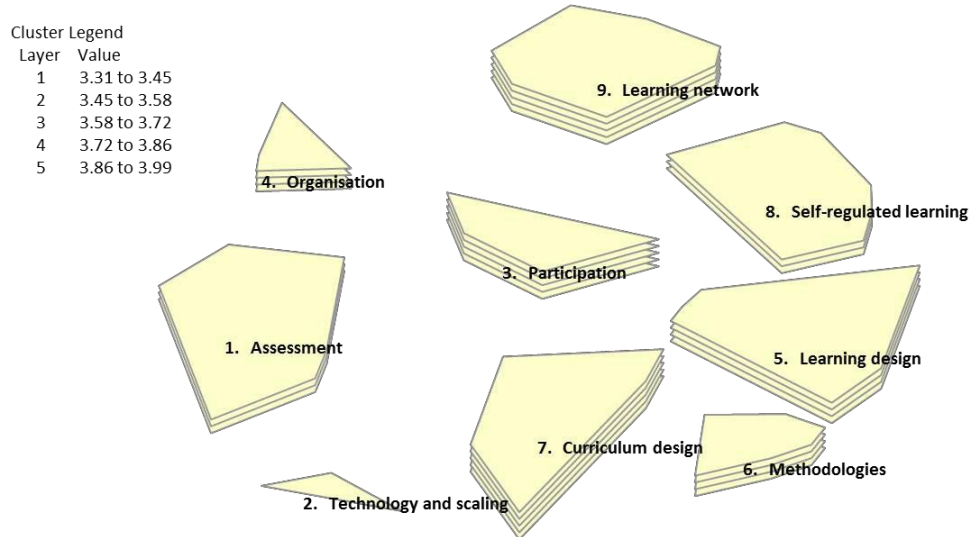 Cluster Legend
Layer Value
1 3.31 to 3.45
2 3.45 to 3.58
3 3.58 to 3.72
4 3.72 to 3.86
5 3.86 to 3.99
9. Learning network
4. Organisation
8. Self-regulated learning
3. Participation
1. Assessment
5. Learning design
7. Curriculum design
6. Methodologies
2. Technology and scaling